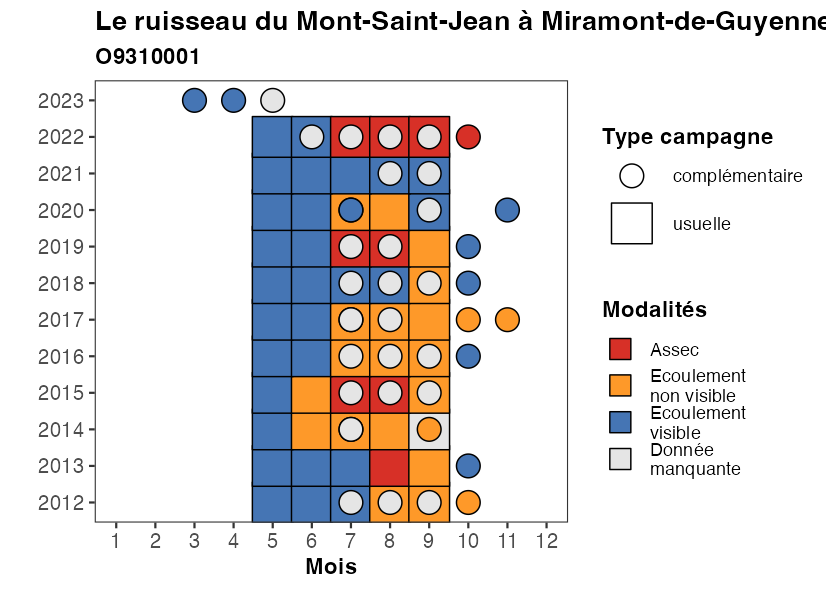 Le ruisseau du Mont-Saint-Jean à Miramont-de-Guyenne
O9310001
2023
2022
2021
2020
2019
2018
2017
2016
2015
2014
2013
2012
1 2 3 4 5 6 7 8 9 10 11 12
Mois
Type campagne
complémentaire
usuelle
Modalités
Assec
Ecoulement
non visible
Ecoulement
visible
Donnée
manquante